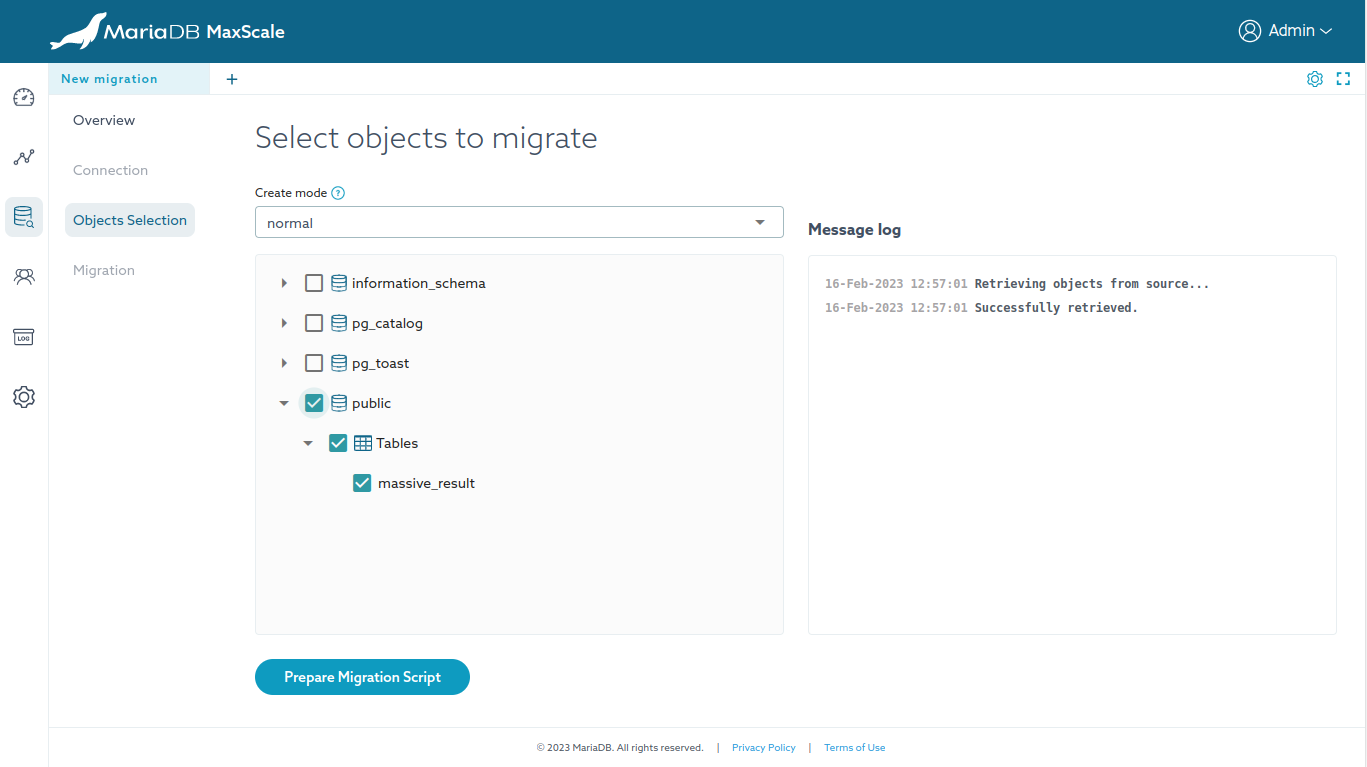 MariaDB MaxScale
Admin
New migration
+
Overview
Connection
Objects Selection
Migration
LOG
Select objects to migrate
Create mode ?
normal
information_schema
pg_catalog
pg_toast
public
Tables
massive_result
Prepare Migration Script
Message log
16-Feb-2023 12:57:01 Retrieving objects from source...
16-Feb-2023 12:57:01 Successfully retrieved.
© 2023 MariaDB. All rights reserved. | Privacy Policy | Terms of Use